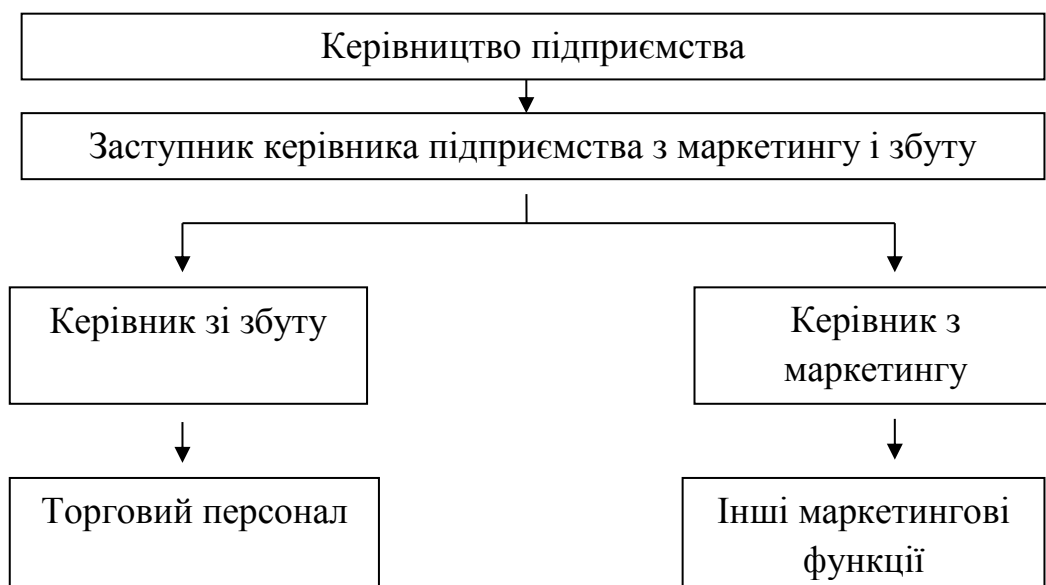 Керівництво підприємства
Заступник керівника підприємства з маркетингу і збуту
Керівник зі збуту
Керівник з
маркетингу
Торговий персонал
Інші маркетингові
функції